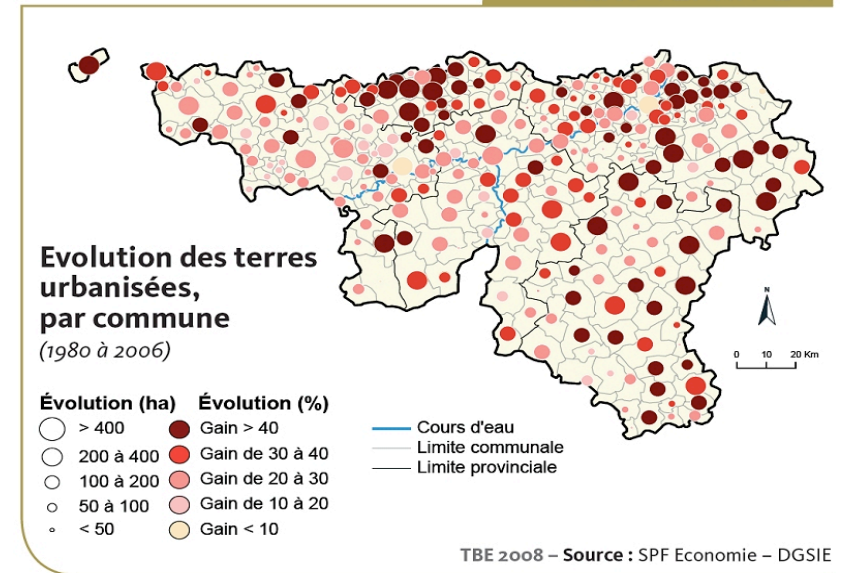 Evolution des terres
urbanisées,
par commune
(1980 à 2006)
N
0 10 20 Km
Évolution (ha) Évolution (%)
> 400 Gain > 40
200 à 400 Gain de 30 à 40
100 à 200 Gain de 20 à 30
50 à 100 Gain de 10 à 20
< 50 Gain < 10
Cours d'eau
Limite communale
Limite provinciale
TBE 2008 – Source : SPF Economie – DGSIE